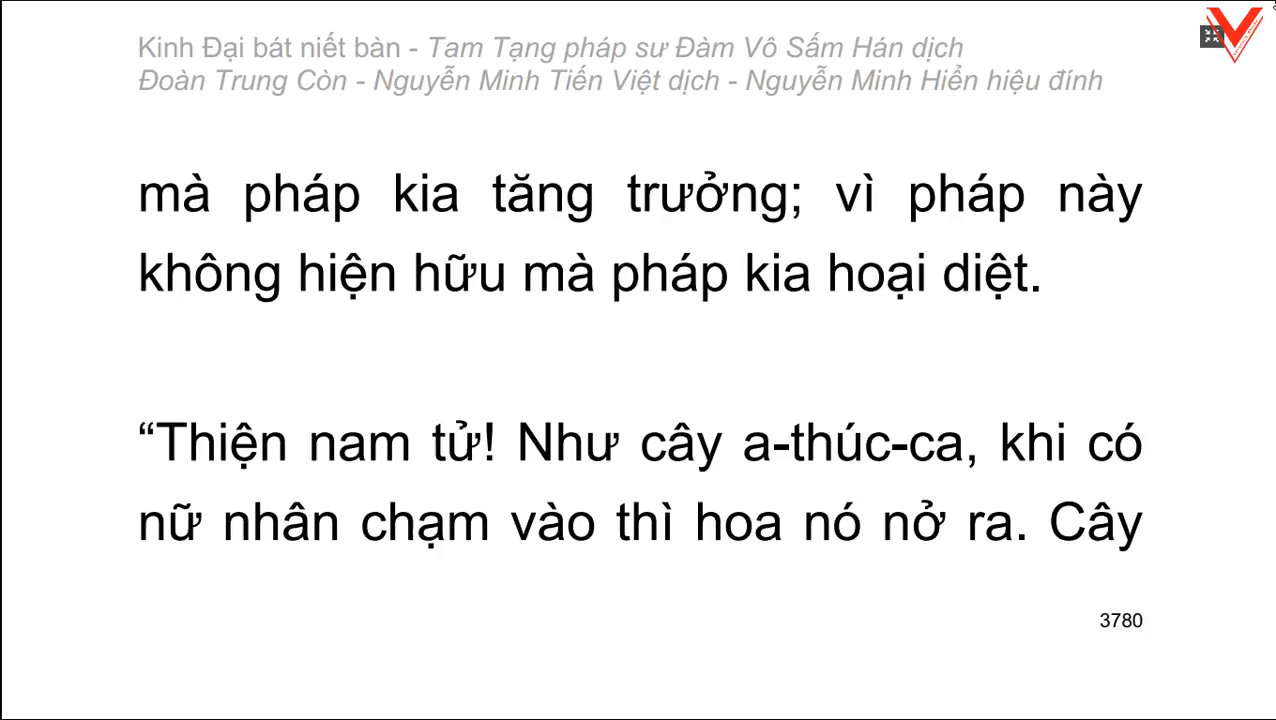 Kinh Đại bát niết bàn - Tam Tạng pháp sư Đàm Vô Sấm Hán dịch
Đoàn Trung Còn - Nguyễn Minh Tiến Việt dịch - Nguyễn Minh Hiển hiệu đính
mà pháp kia tăng trưởng; vì pháp này
không hiện hữu mà pháp kia hoại diệt.
“Thiện nam tử! Như cây a-thúc-ca, khi có
nữ nhân chạm vào thì hoa nó nở ra. Cây
3780